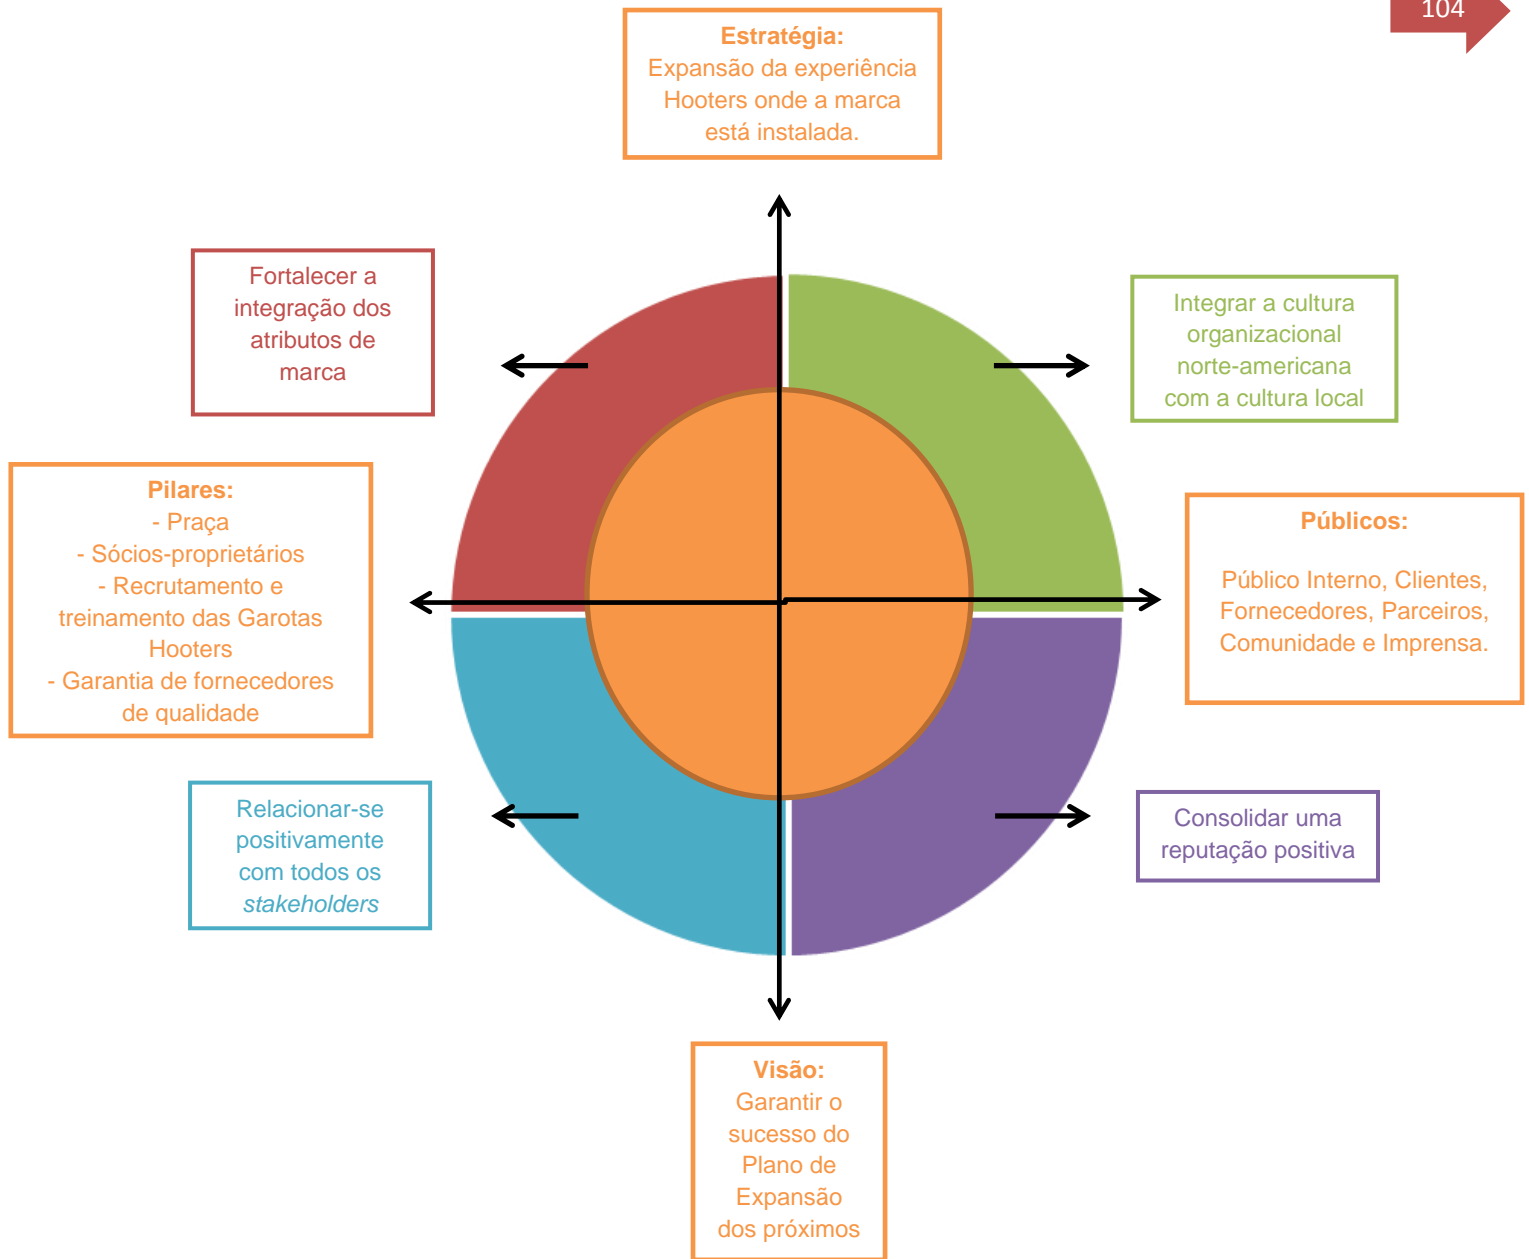 104
Estratégia:
Expansão da experiência
Hooters onde a marca
está instalada.
Fortalecer a
integração dos
atributos de
marca
Integrar a cultura
organizacional
norte-americana
com a cultura local
Pilares:
- Praça
- Sócios-proprietários
- Recrutamento e
treinamento das Garotas
Hooters
- Garantia de fornecedores
de qualidade
Públicos:
Público Interno, Clientes,
Fornecedores, Parceiros,
Comunidade e Imprensa.
Relacionar-se
positivamente
com todos os
stakeholders
Consolidar uma
reputação positiva
Visão:
Garantir o
sucesso do
Plano de
Expansão
dos próximos